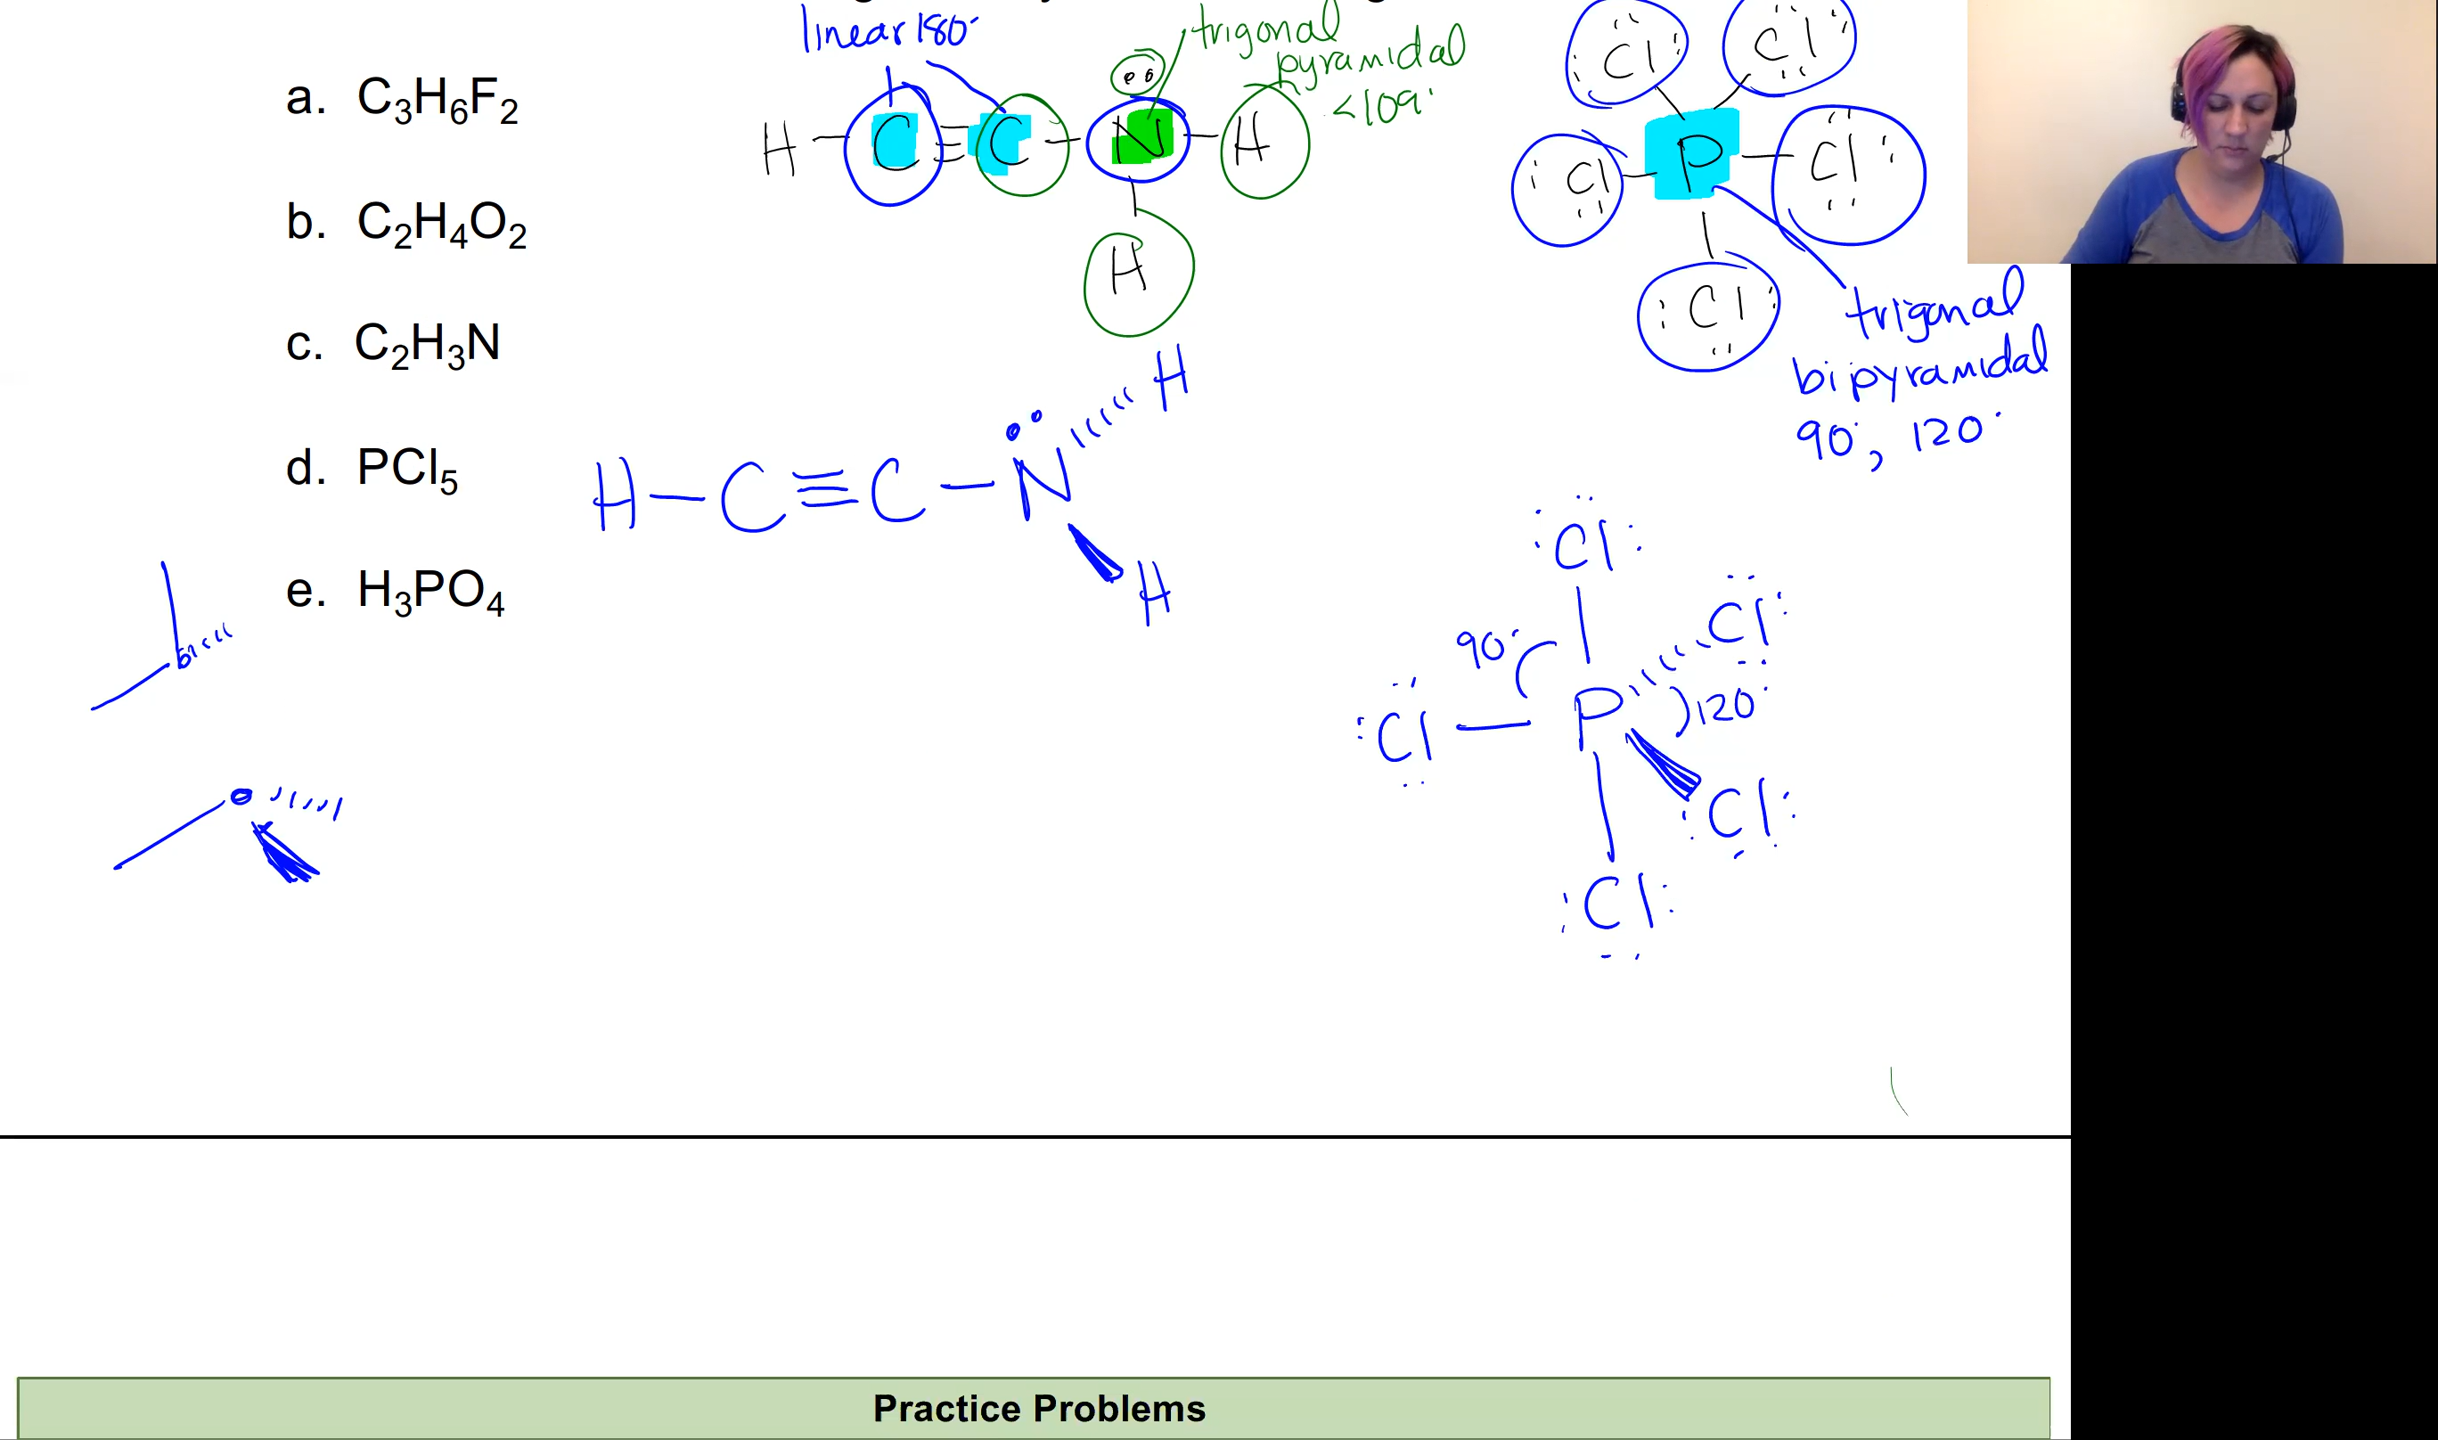 linear 180°
trigonal
pyramidal
<109°
a. C₃H₆F₂
b. C₂H₄O₂
c. C₂H₃N
d. PCl₅
e. H₃PO₄
H — C ≡ C — N — H
H
Cl Cl
Cl — P — Cl
Cl
trigonal
bipyramidal
90°, 120°
H
H — C ≡ C — N
H
Cl
90° Cl
Cl — P 120°
Cl
Cl
Practice Problems